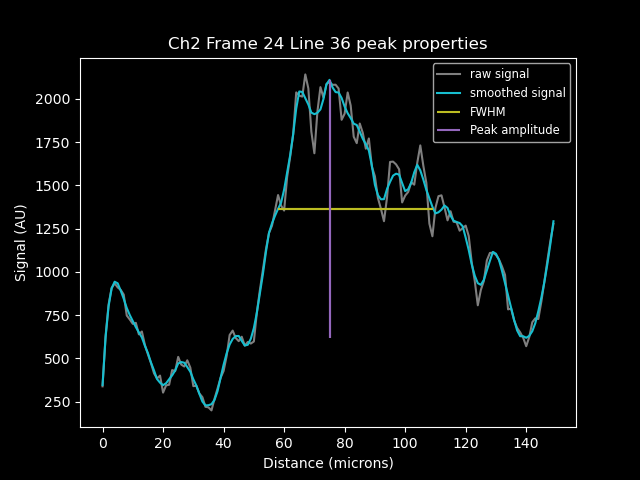 Ch2 Frame 24 Line 36 peak properties
raw signal
smoothed signal
FWHM
Peak amplitude
Signal (AU)
2000
1750
1500
1250
1000
750
500
250
0 20 40 60 80 100 120 140
Distance (microns)